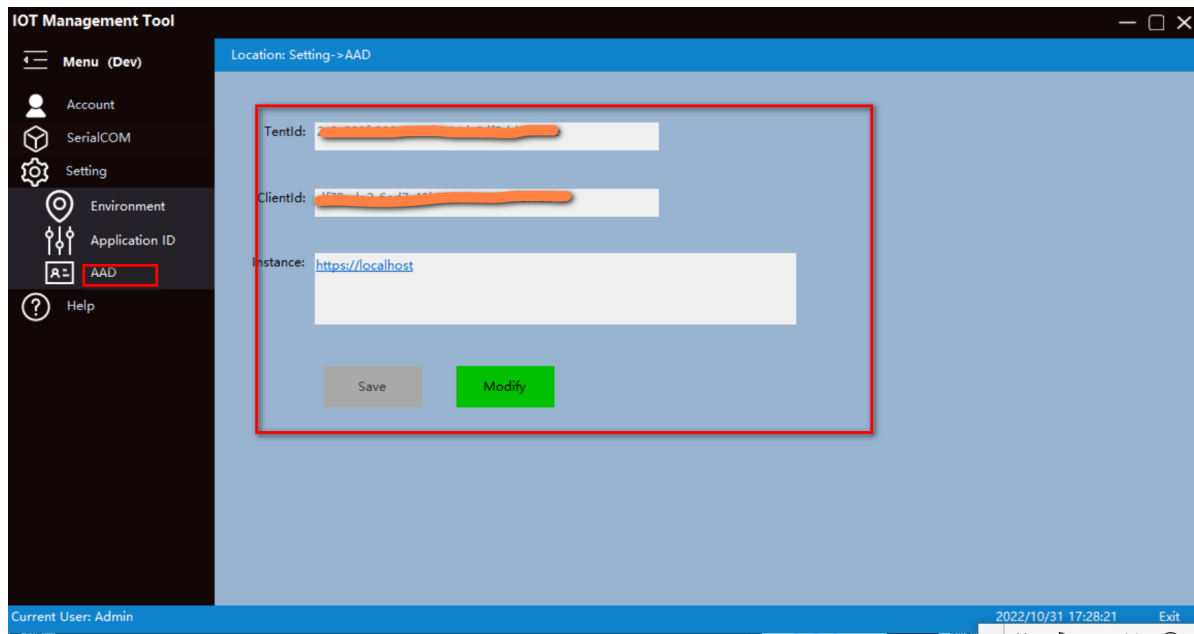 IOT Management Tool
Menu (Dev)
Location: Setting->AAD
Account
SerialCOM
Setting
Environment
Application ID
AAD
Help
TentId:
ClientId:
Instance: https://localhost
Save Modify
Current User: Admin 2022/10/31 17:28:21 Exit